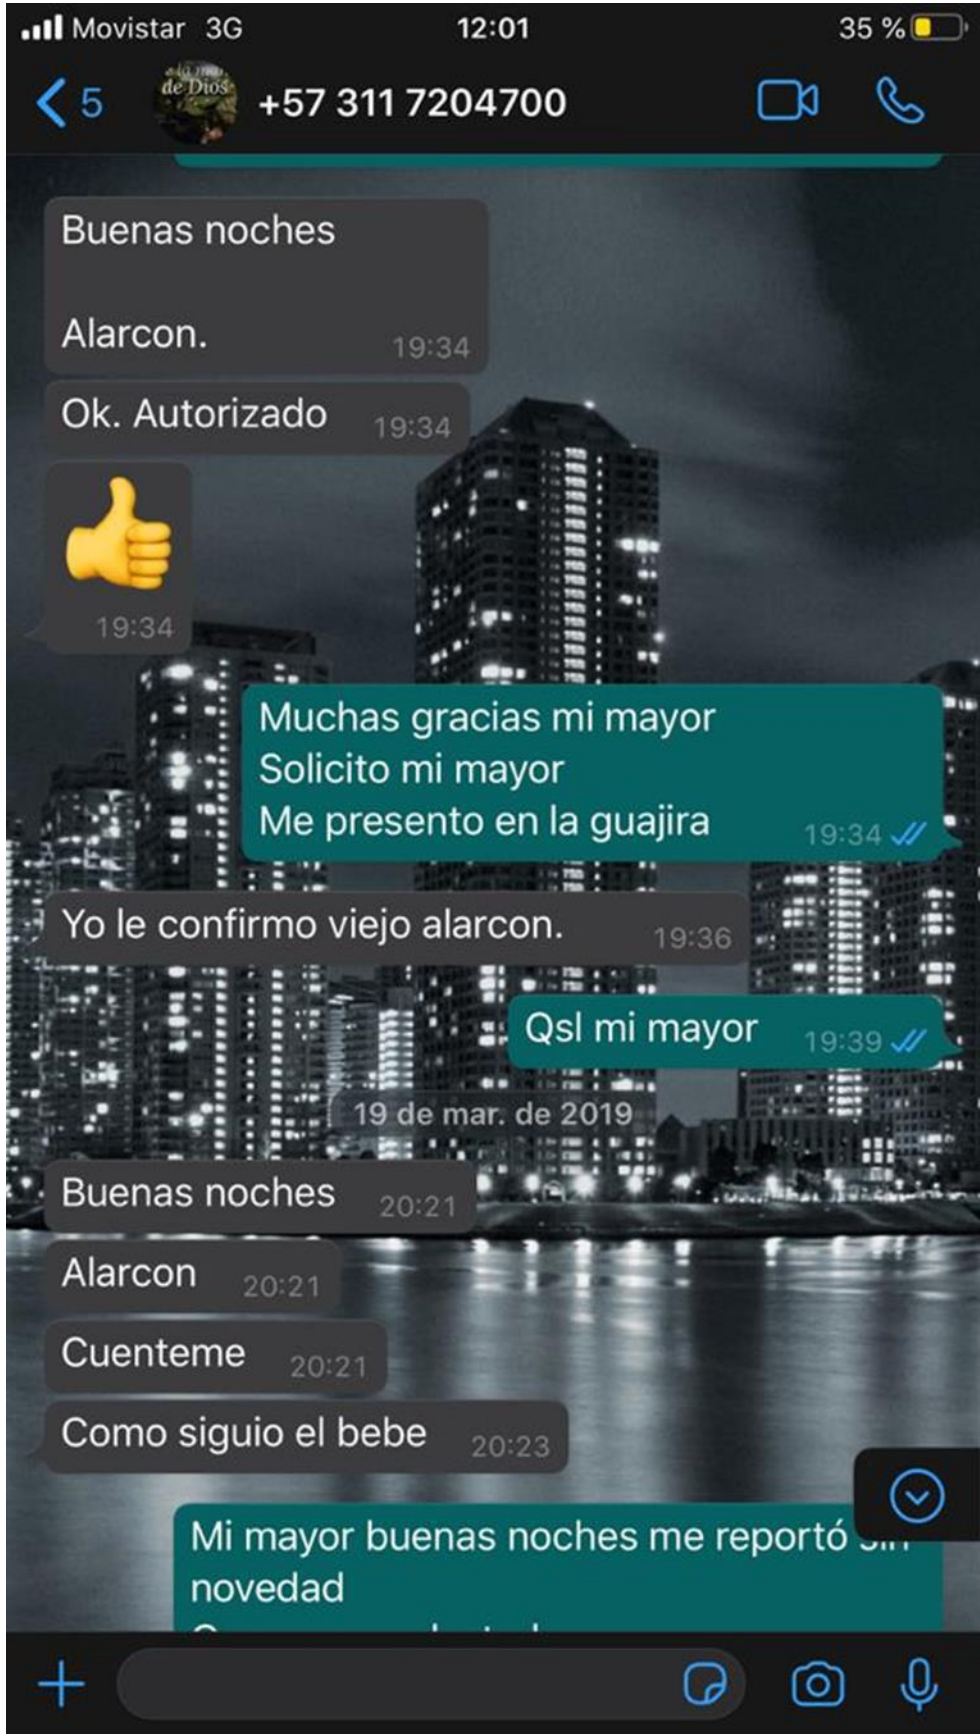 Movistar 3G 12:01 35 %
5 +57 311 7204700
de Dios
Buenas noches
Alarcon. 19:34
Ok. Autorizado 19:34
19:34
Muchas gracias mi mayor
Solicito mi mayor
Me presento en la guajira 19:34
Yo le confirmo viejo alarcon. 19:36
Qsl mi mayor 19:39
19 de mar. de 2019
Buenas noches 20:21
Alarcon 20:21
Cuenteme 20:21
Como siguio el bebe 20:23
Mi mayor buenas noches me reportó sin
novedad